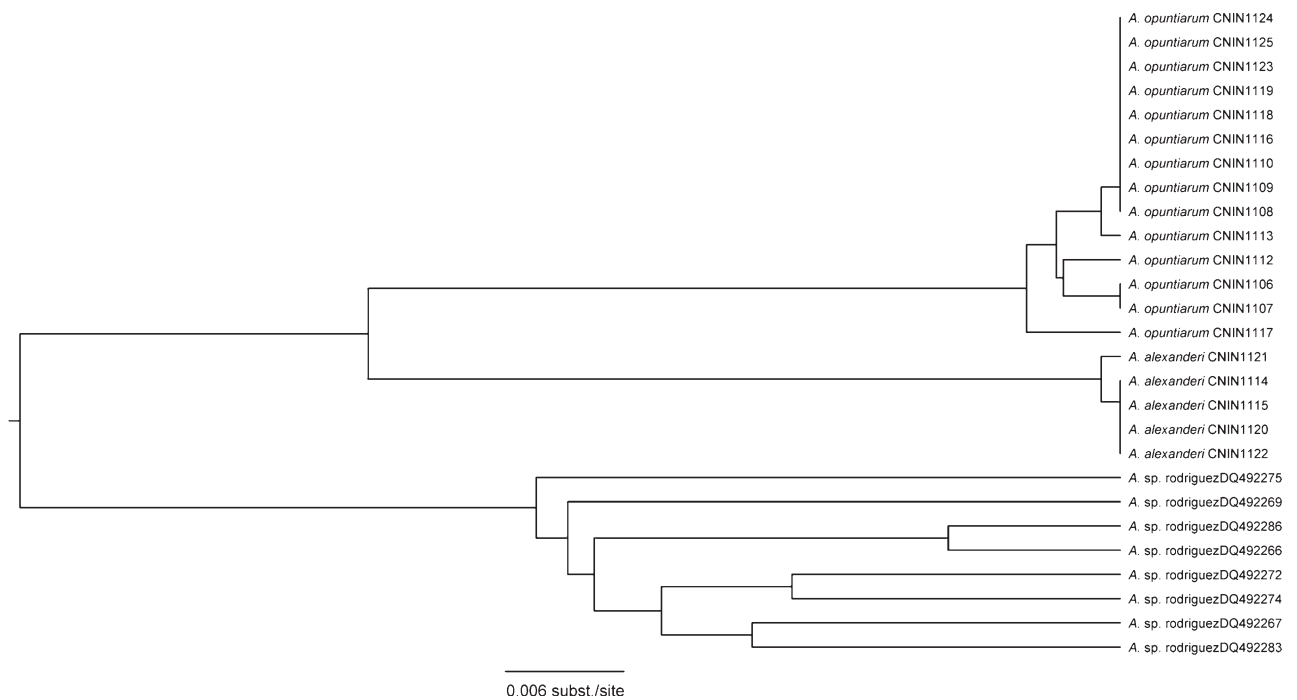 A. opuntiarum CNIN1124
A. opuntiarum CNIN1125
A. opuntiarum CNIN1123
A. opuntiarum CNIN1119
A. opuntiarum CNIN1118
A. opuntiarum CNIN1116
A. opuntiarum CNIN1110
A. opuntiarum CNIN1109
A. opuntiarum CNIN1108
A. opuntiarum CNIN1113
A. opuntiarum CNIN1112
A. opuntiarum CNIN1106
A. opuntiarum CNIN1107
A. opuntiarum CNIN1117
A. alexanderi CNIN1121
A. alexanderi CNIN1114
A. alexanderi CNIN1115
A. alexanderi CNIN1120
A. alexanderi CNIN1122
A. sp. rodriguezDQ492275
A. sp. rodriguezDQ492269
A. sp. rodriguezDQ492286
A. sp. rodriguezDQ492266
A. sp. rodriguezDQ492272
A. sp. rodriguezDQ492274
A. sp. rodriguezDQ492267
A. sp. rodriguezDQ492283
0.006 subst./site